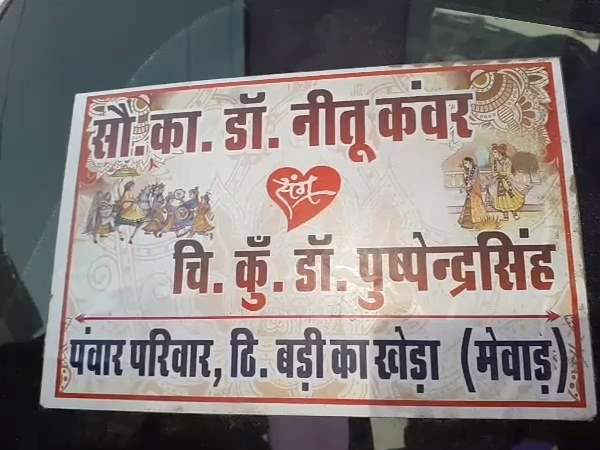 सौ.का. डॉ. नीतू कंवर
संग
चि. कुँ. डॉ. पुष्पेन्द्रसिंह
पंवार परिवार, ठि. बड़ी का खेड़ा (मेवाड़)